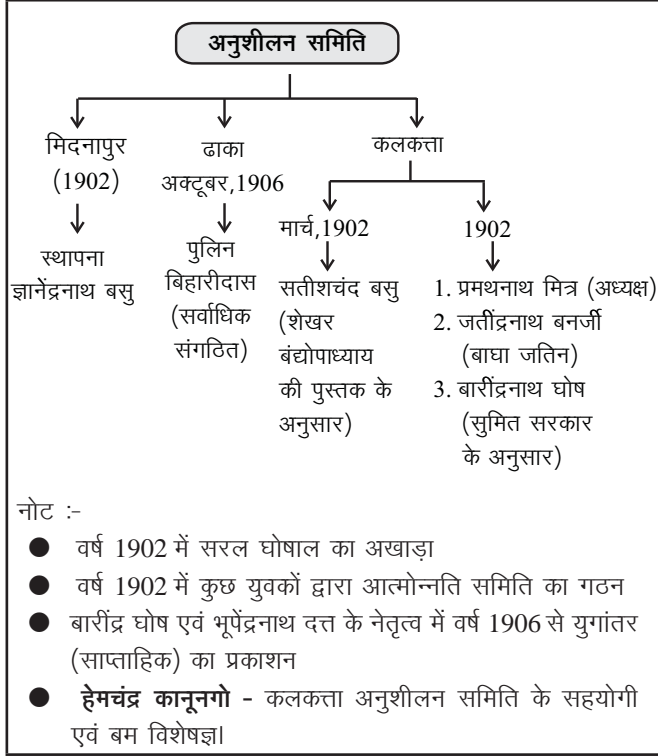 अनुशीलन समिति
मिदनापुर
(1902)
स्थापना
ज्ञानेंद्रनाथ बसु
ढाका
अक्टूबर,1906
पुलिन
बिहारीदास
(सर्वाधिक
संगठित)
कलकत्ता
मार्च,1902
सतीशचंद बसु
(शेखर
बंद्योपाध्याय
की पुस्तक के
अनुसार)
1902
1. प्रमथनाथ मित्र (अध्यक्ष)
2. जतींद्रनाथ बनर्जी
(बाघा जतिन)
3. बारींद्रनाथ घोष
(सुमित सरकार
के अनुसार)
नोट :-
● वर्ष 1902 में सरल घोषाल का अखाड़ा
● वर्ष 1902 में कुछ युवकों द्वारा आत्मोन्नति समिति का गठन
● बारींद्र घोष एवं भूपेंद्रनाथ दत्त के नेतृत्व में वर्ष 1906 से युगांतर
(साप्ताहिक) का प्रकाशन
● हेमचंद्र कानूनगो - कलकत्ता अनुशीलन समिति के सहयोगी
एवं बम विशेषज्ञ।